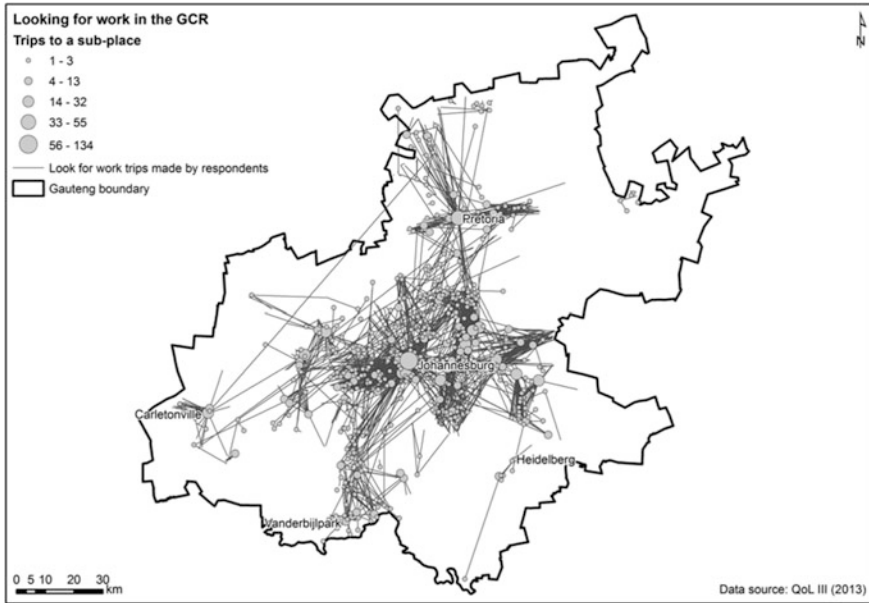 Looking for work in the GCR
Trips to a sub-place
1 - 3
4 - 13
14 - 32
33 - 55
56 - 134
Look for work trips made by respondents
Gauteng boundary
N
Pretoria
Johannesburg
Carletonville
Heidelberg
Vanderbijlpark
0 5 10 20 30
km
Data source: QoL III (2013)